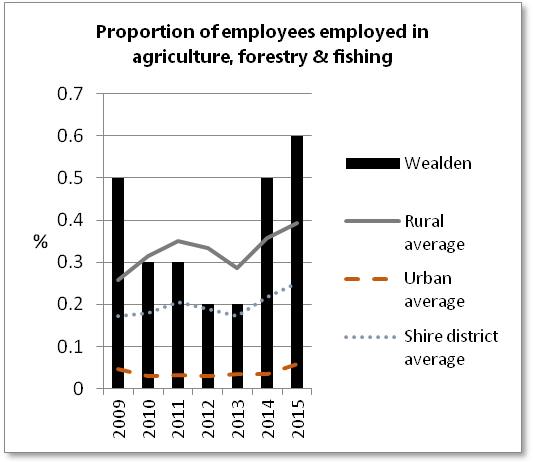 Proportion of employees employed in
agriculture, forestry & fishing
%
0.7
0.6
0.5
0.4
0.3
0.2
0.1
0
2009
2010
2011
2012
2013
2014
2015
Wealden
Rural
average
Urban
average
Shire district
average